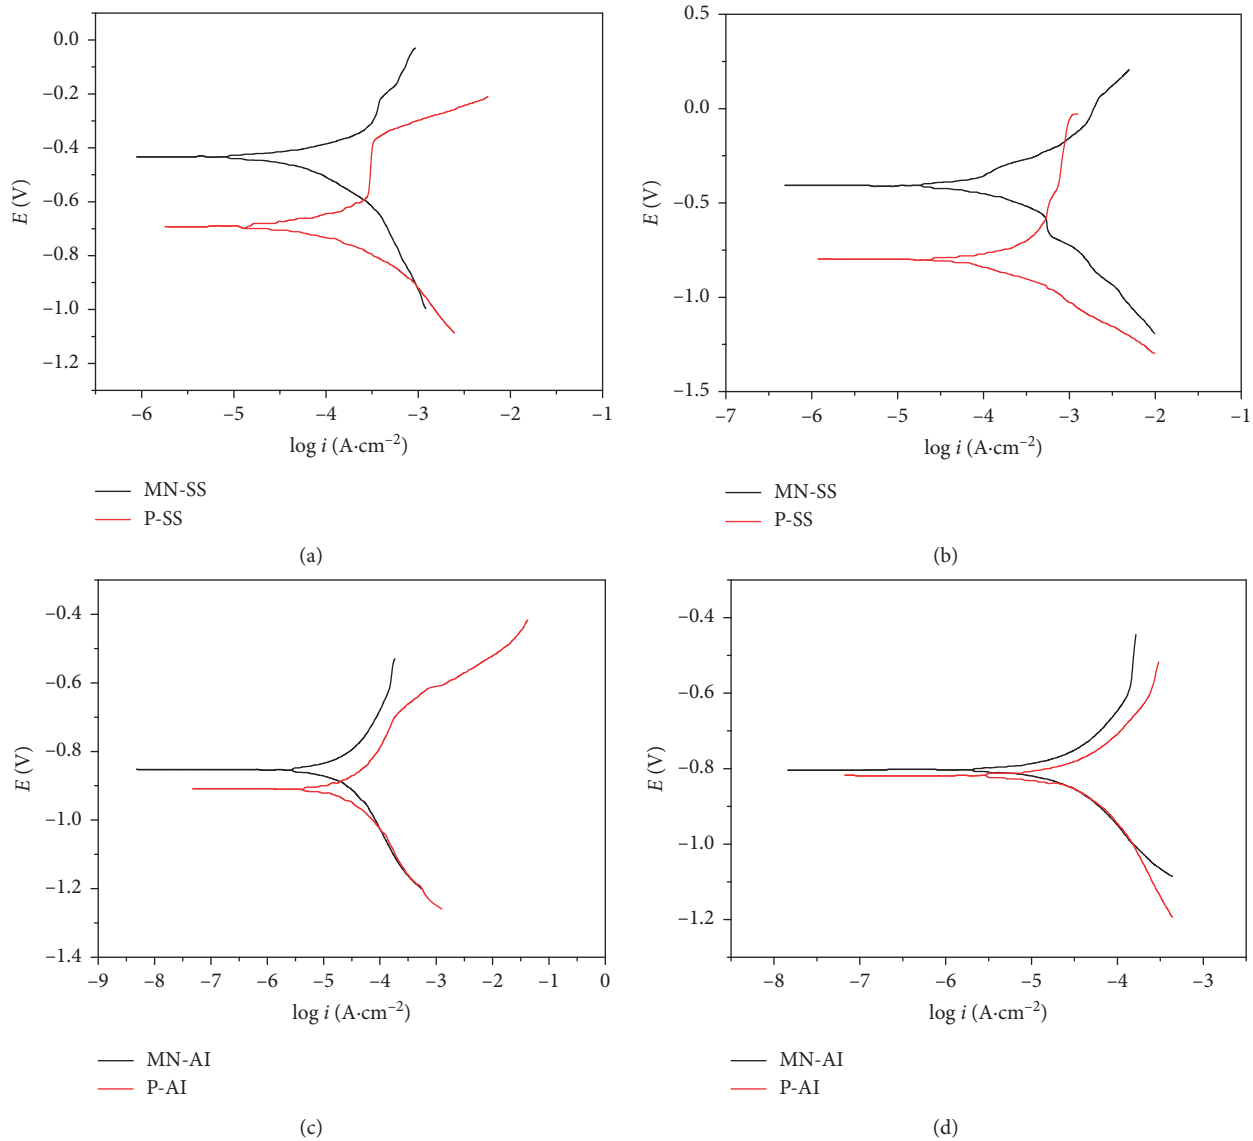 0.0
−0.2
−0.4
−0.6
−0.8
−1.0
−1.2
E (V)
−6 −5 −4 −3 −2 −1
log i (A·cm⁻²)
MN-SS
P-SS
(a)
0.5
0.0
−0.5
−1.0
−1.5
E (V)
−7 −6 −5 −4 −3 −2 −1
log i (A·cm⁻²)
MN-SS
P-SS
(b)
−0.4
−0.6
−0.8
−1.0
−1.2
−1.4
E (V)
−9 −8 −7 −6 −5 −4 −3 −2 −1 0
log i (A·cm⁻²)
MN-AI
P-AI
(c)
−0.4
−0.6
−0.8
−1.0
−1.2
E (V)
−8 −7 −6 −5 −4 −3
log i (A·cm⁻²)
MN-AI
P-AI
(d)